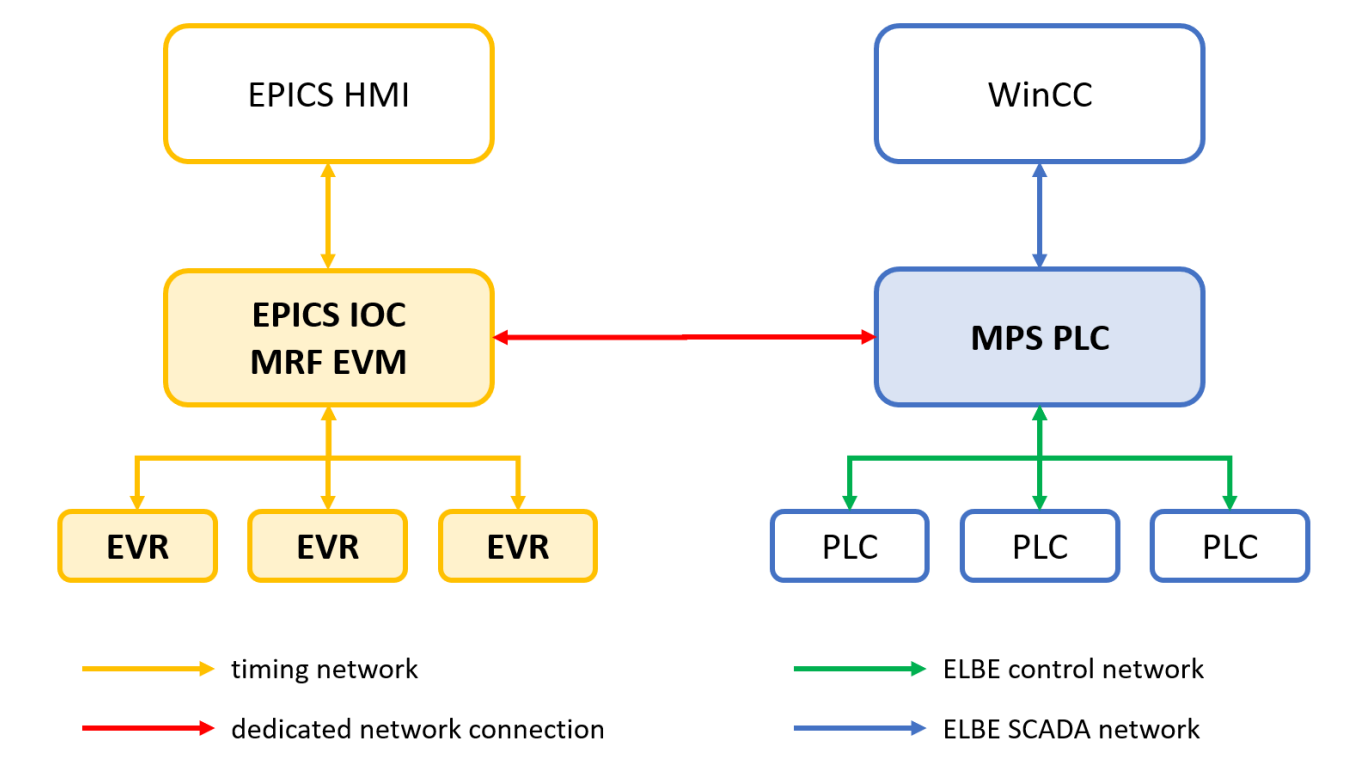 EPICS HMI
WinCC
EPICS IOC
MRF EVM
MPS PLC
EVR
EVR
EVR
PLC
PLC
PLC
timing network
ELBE control network
dedicated network connection
ELBE SCADA network